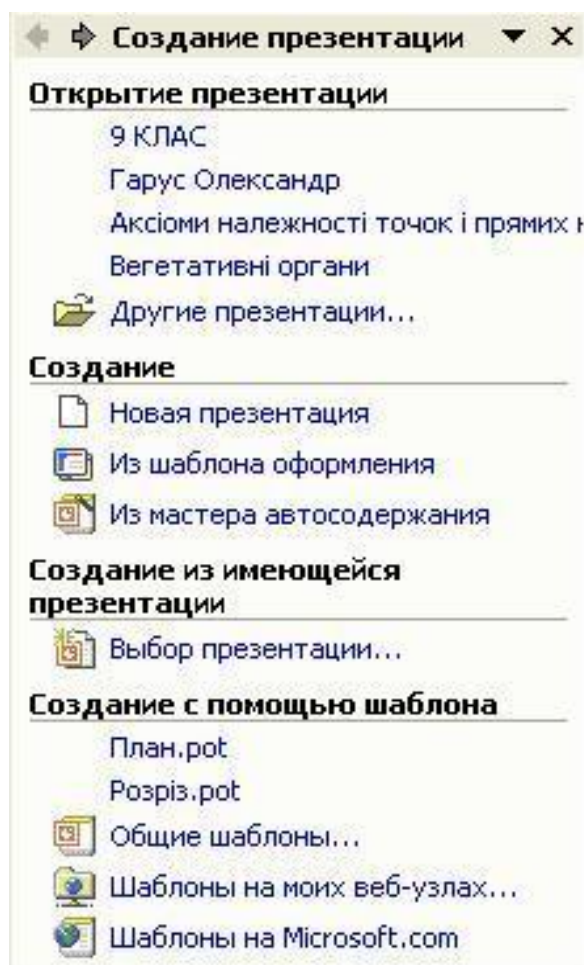 Создание презентации
Открытие презентации
9 КЛАС
Гарус Олександр
Аксіоми належності точок і прямих
Вегетативні органи
Другие презентации...
Создание
Новая презентация
Из шаблона оформления
Из мастера автосодержания
Создание из имеющейся
презентации
Выбор презентации...
Создание с помощью шаблона
План.pot
Розріз.pot
Общие шаблоны...
Шаблоны на моих веб-узлах...
Шаблоны на Microsoft.com